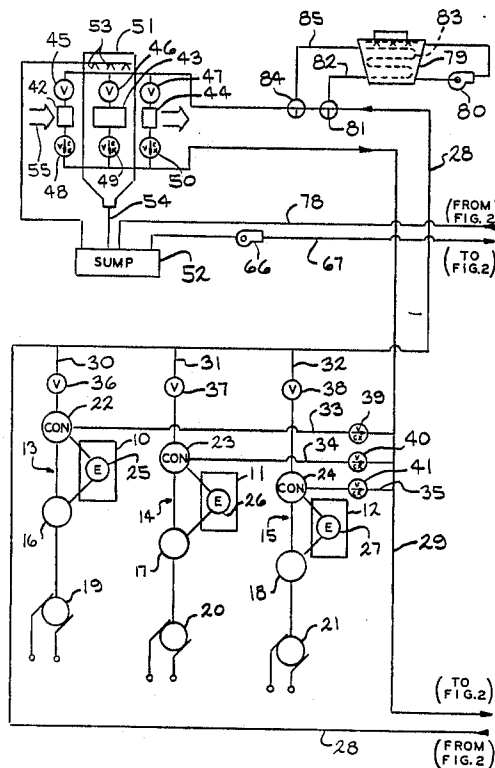 85
83
51
53
46
43
45
47
42
44
V
V
V
84
82
79
80
81
55
V C/R
V C/R
V C/R
48
49
50
28
54
78
(FROM FIG.2)
SUMP
52
66
67
(TO FIG.2)
30
31
32
V
36
V
37
V
38
22
23
33
39
CON
10
CON
34
V CR
40
13
E
25
11
24
CON
V CR
41
V CR
35
16
14
E
26
12
15
E
27
17
18
29
19
20
21
(TO FIG.2)
28
(FROM FIG.2)